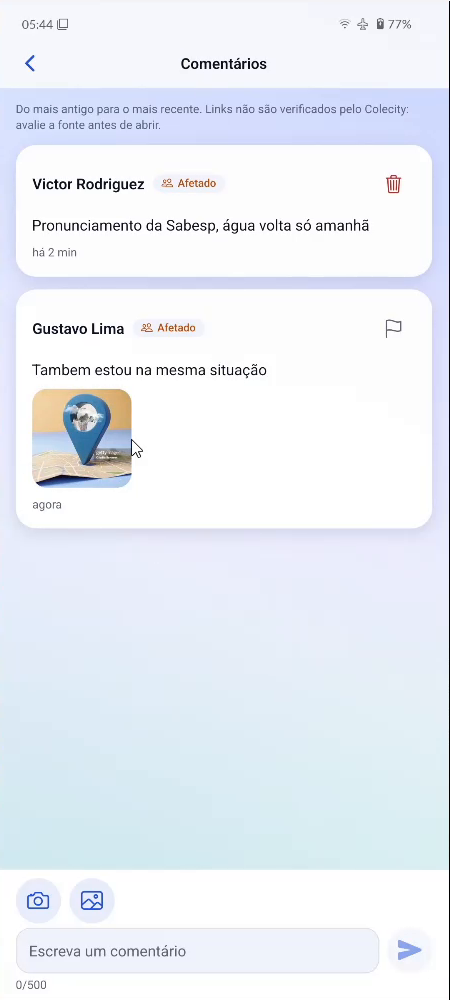 05:44
77%
Comentários
Do mais antigo para o mais recente. Links não são verificados pelo Colecity:
avalie a fonte antes de abrir.
Victor Rodriguez
Afetado
Pronunciamento da Sabesp, água volta só amanhã
há 2 min
Gustavo Lima
Afetado
Tambem estou na mesma situação
agora
Escreva um comentário
0/500